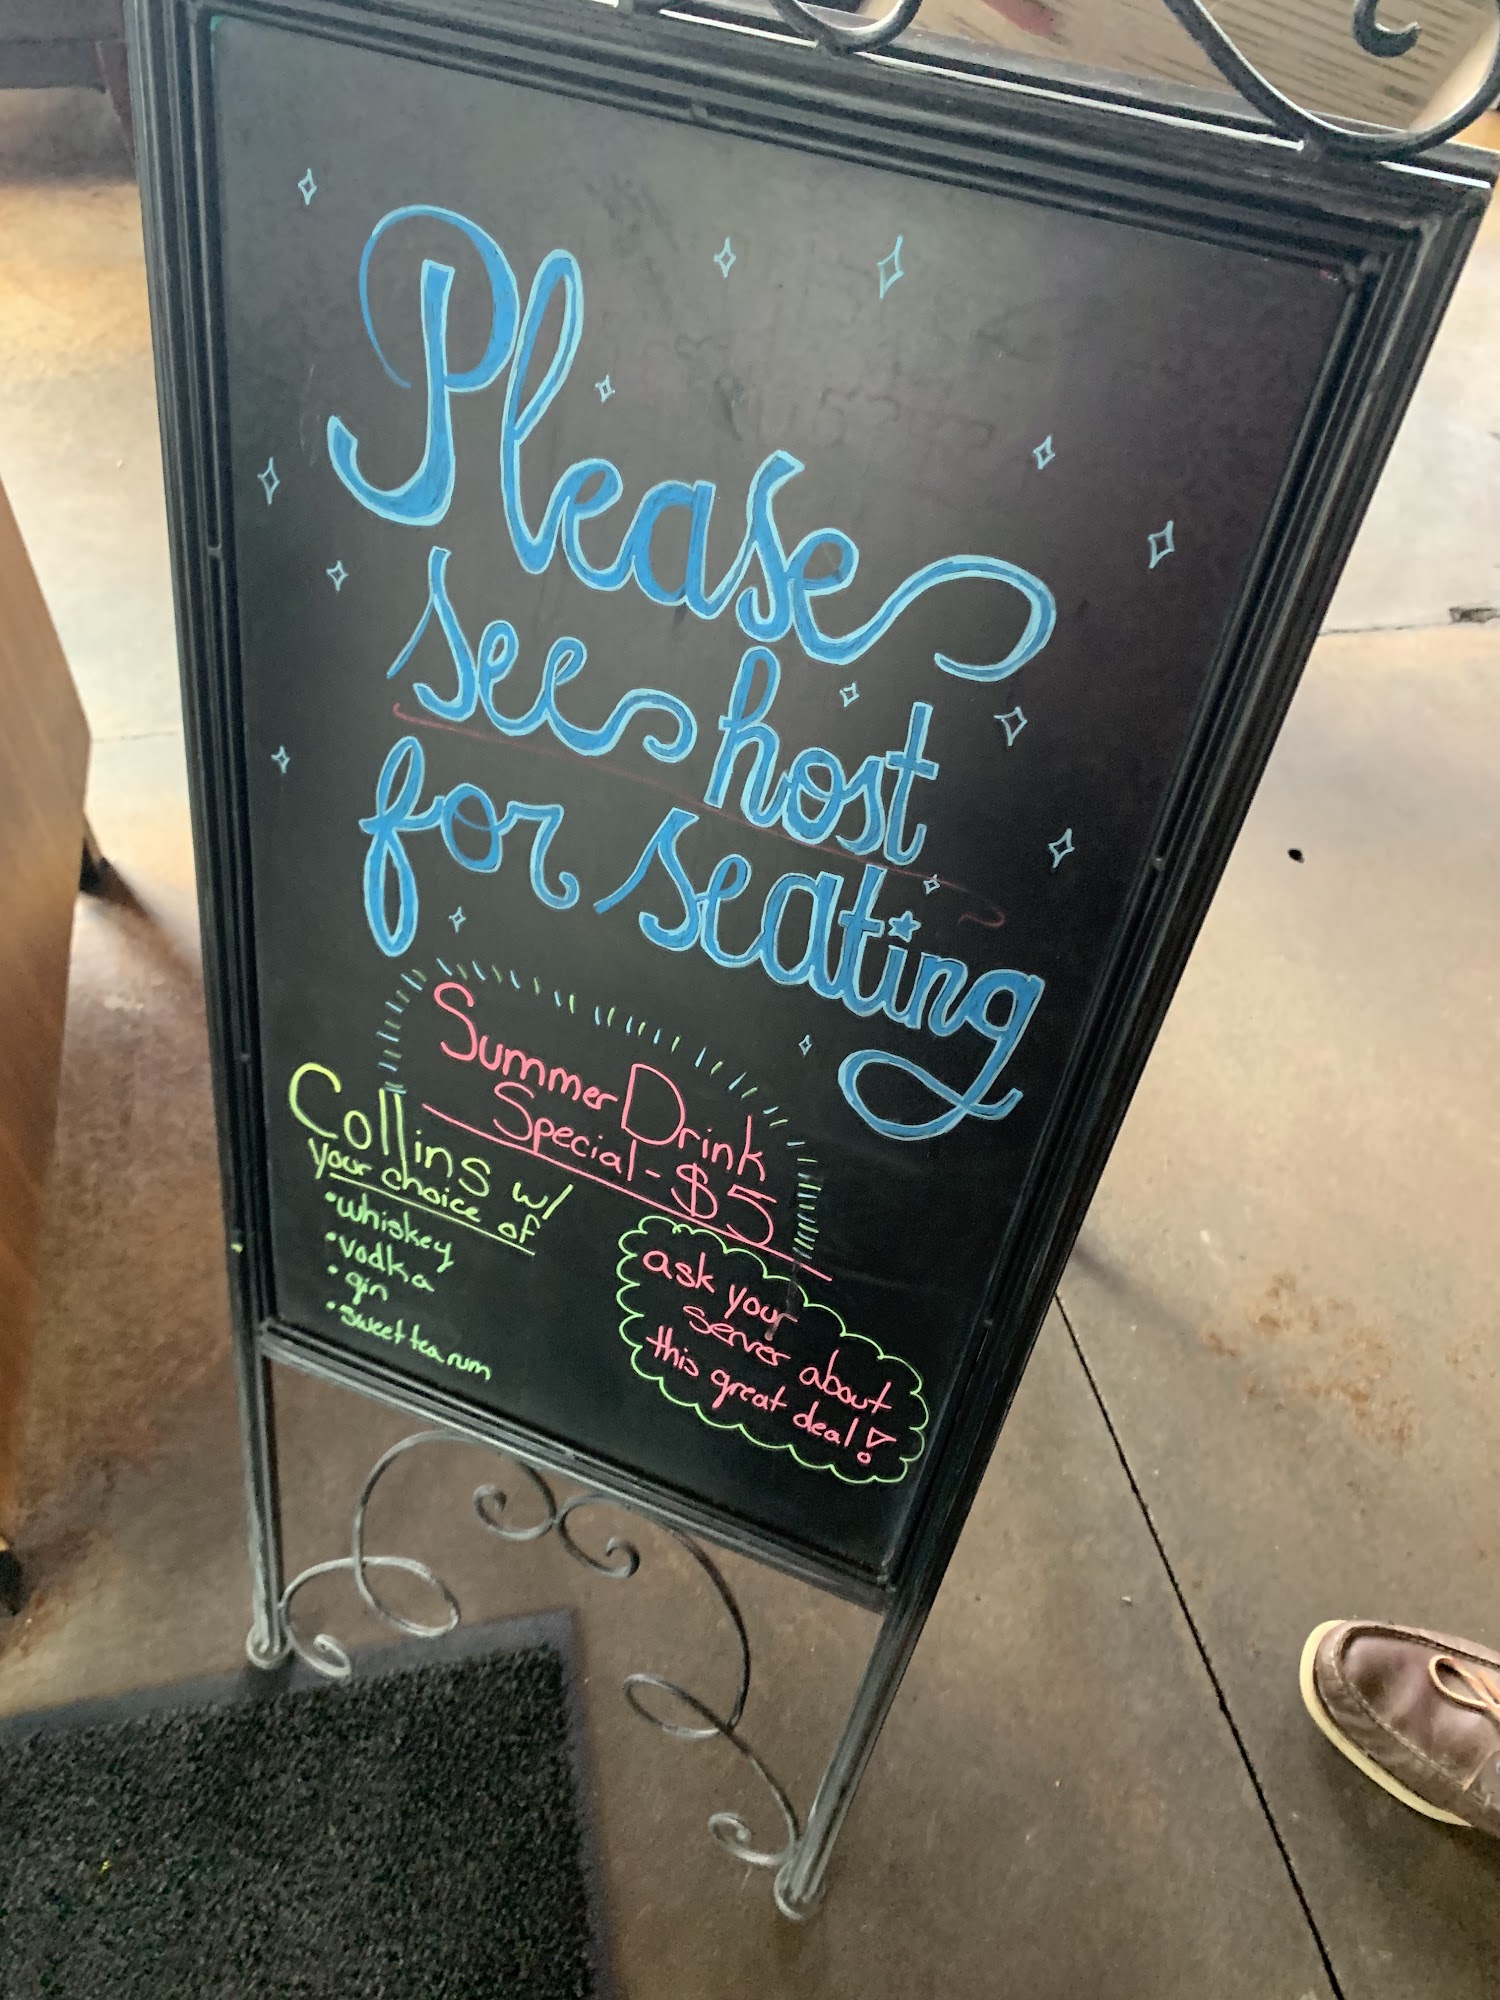 Please
see host
for seating
Summer Drink
Special - $5
Collins w/
your choice of
• whiskey
• vodka
• gin
• sweet tea rum
ask your
server about
this great deal!